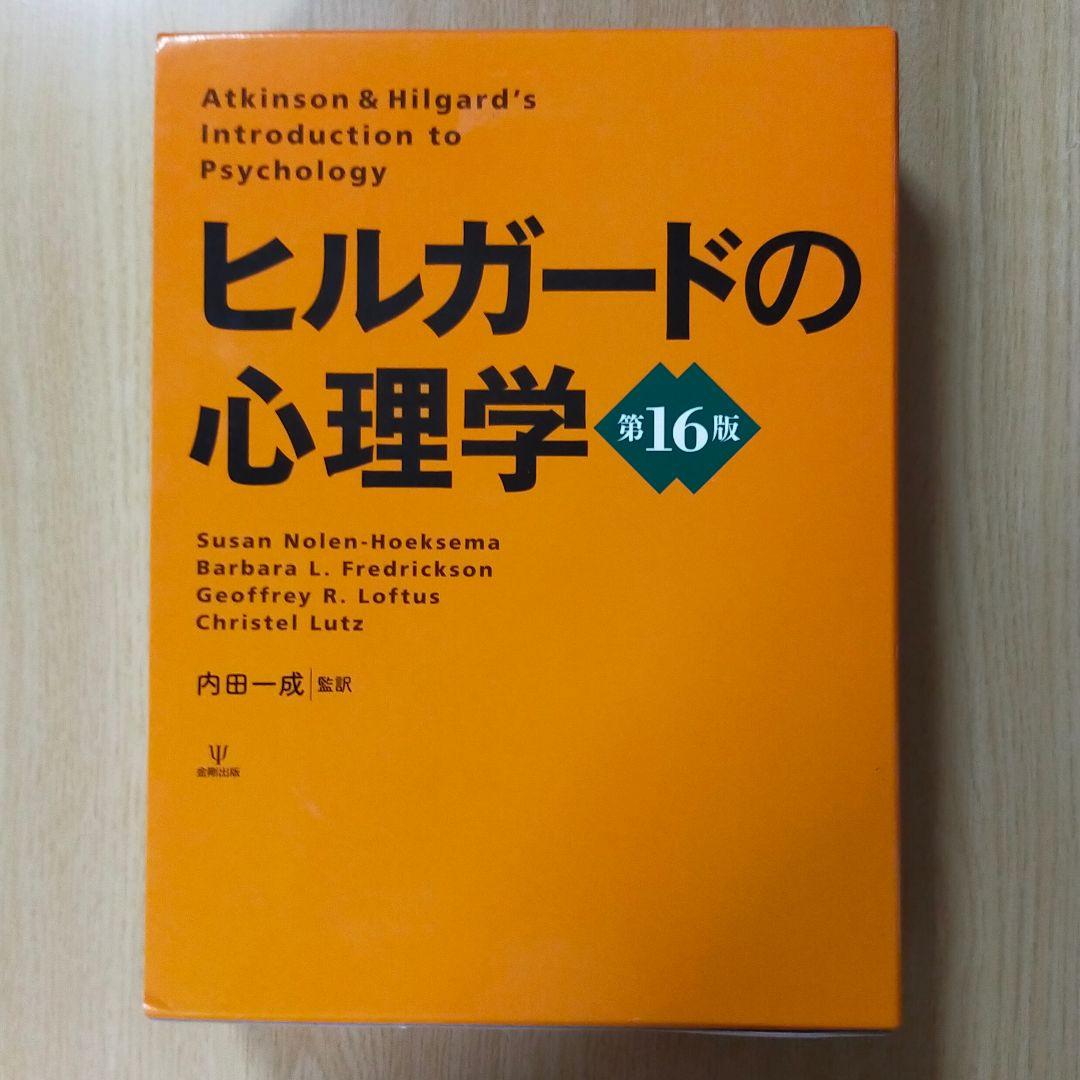 Atkinson & Hilgard's
Introduction to
Psychology
ヒルガードの
心理学
第16版
Susan Nolen-Hoeksema
Barbara L. Fredrickson
Geoffrey R. Loftus
Christel Lutz
内田一成|監訳
Ψ
金剛出版